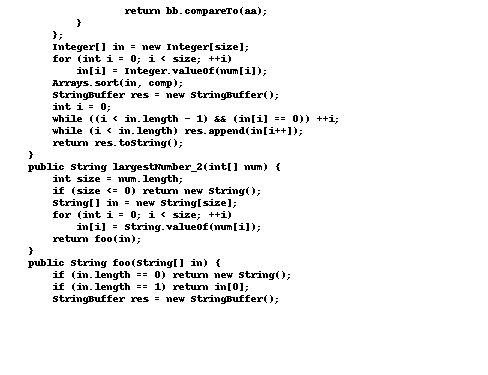 return bb.compareTo(aa);
}
};
Integer[] in = new Integer[size];
for (int i = 0; i < size; ++i)
in[i] = Integer.valueOf(num[i]);
Arrays.sort(in, comp);
StringBuffer res = new StringBuffer();
int i = 0;
while ((i < in.length - 1) && (in[i] == 0)) ++i;
while (i < in.length) res.append(in[i++]);
return res.toString();
}
public String largestNumber_2(int[] num) {
int size = num.length;
if (size <= 0) return new String();
String[] in = new String[size];
for (int i = 0; i < size; ++i)
in[i] = String.valueOf(num[i]);
return foo(in);
}
public String foo(String[] in) {
if (in.length == 0) return new String();
if (in.length == 1) return in[0];
StringBuffer res = new StringBuffer();